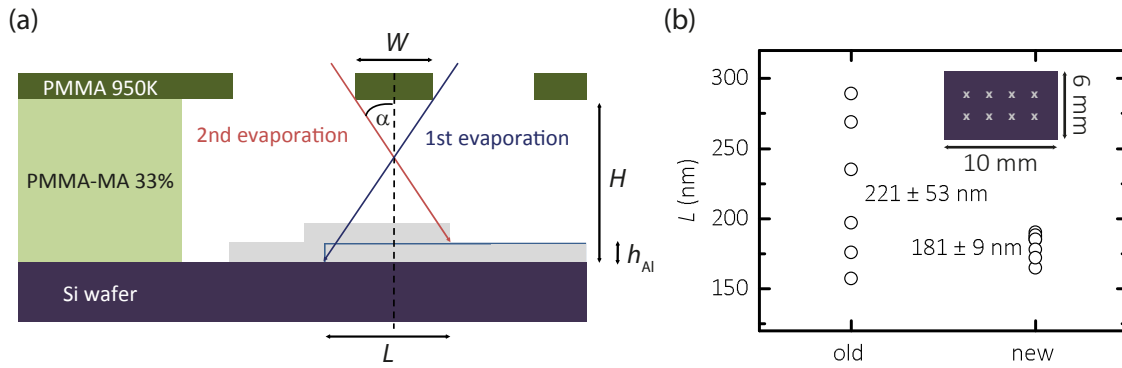 (a)
W
PMMA 950K
α
2nd evaporation
1st evaporation
PMMA-MA 33%
H
h_Al
Si wafer
L
(b)
300
250
200
150
L (nm)
x x x x
x x x x
6 mm
10 mm
221 ± 53 nm
181 ± 9 nm
old
new